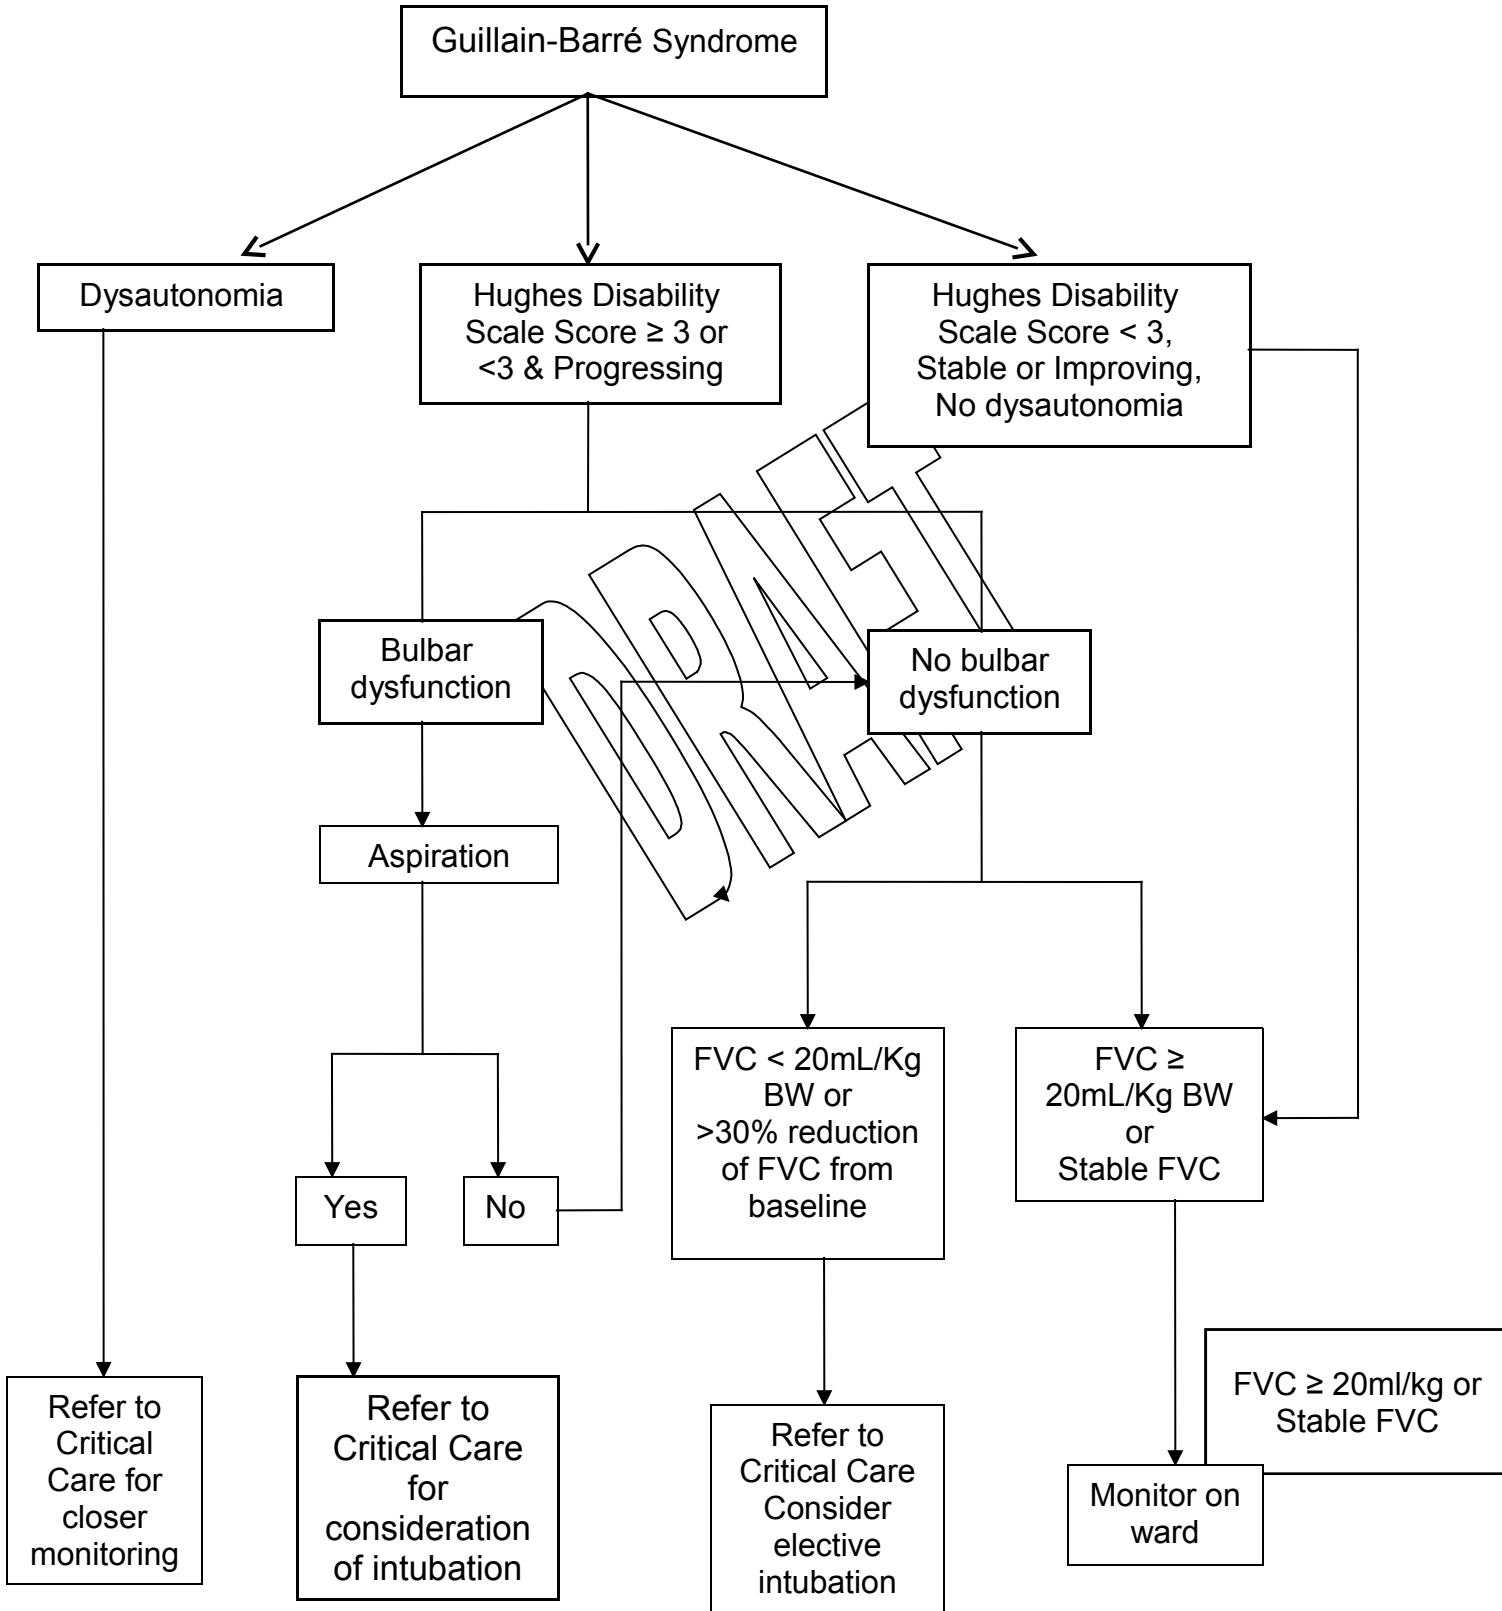 Guillain-Barré Syndrome
Dysautonomia
Hughes Disability
Scale Score ≥ 3 or
<3 & Progressing
Hughes Disability
Scale Score < 3,
Stable or Improving,
No dysautonomia
DRAFT
Bulbar
dysfunction
No bulbar
dysfunction
Aspiration
Yes
No
FVC < 20mL/Kg
BW or
>30% reduction
of FVC from
baseline
FVC ≥
20mL/Kg BW
or
Stable FVC
Refer to
Critical
Care for
closer
monitoring
Refer to
Critical Care
for
consideration
of intubation
Refer to
Critical Care
Consider
elective
intubation
FVC ≥ 20ml/kg or
Stable FVC
Monitor on
ward